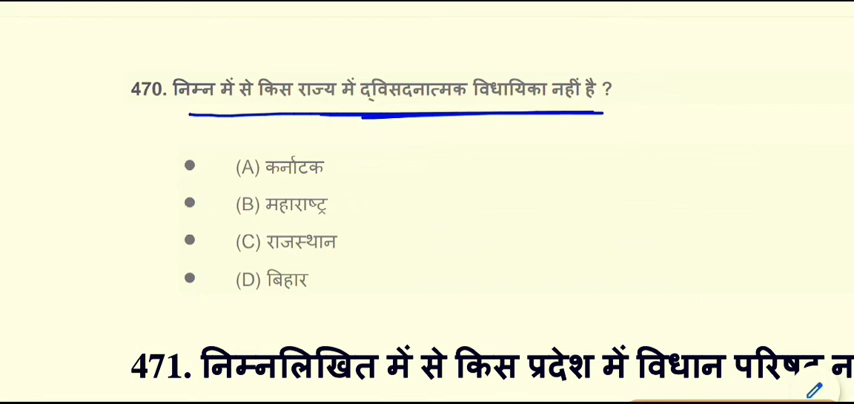 470. निम्न में से किस राज्य में द्विसदनात्मक विधायिका नहीं है ?
(A) कर्नाटक
(B) महाराष्ट्र
(C) राजस्थान
(D) बिहार
471. निम्नलिखित में से किस प्रदेश में विधान